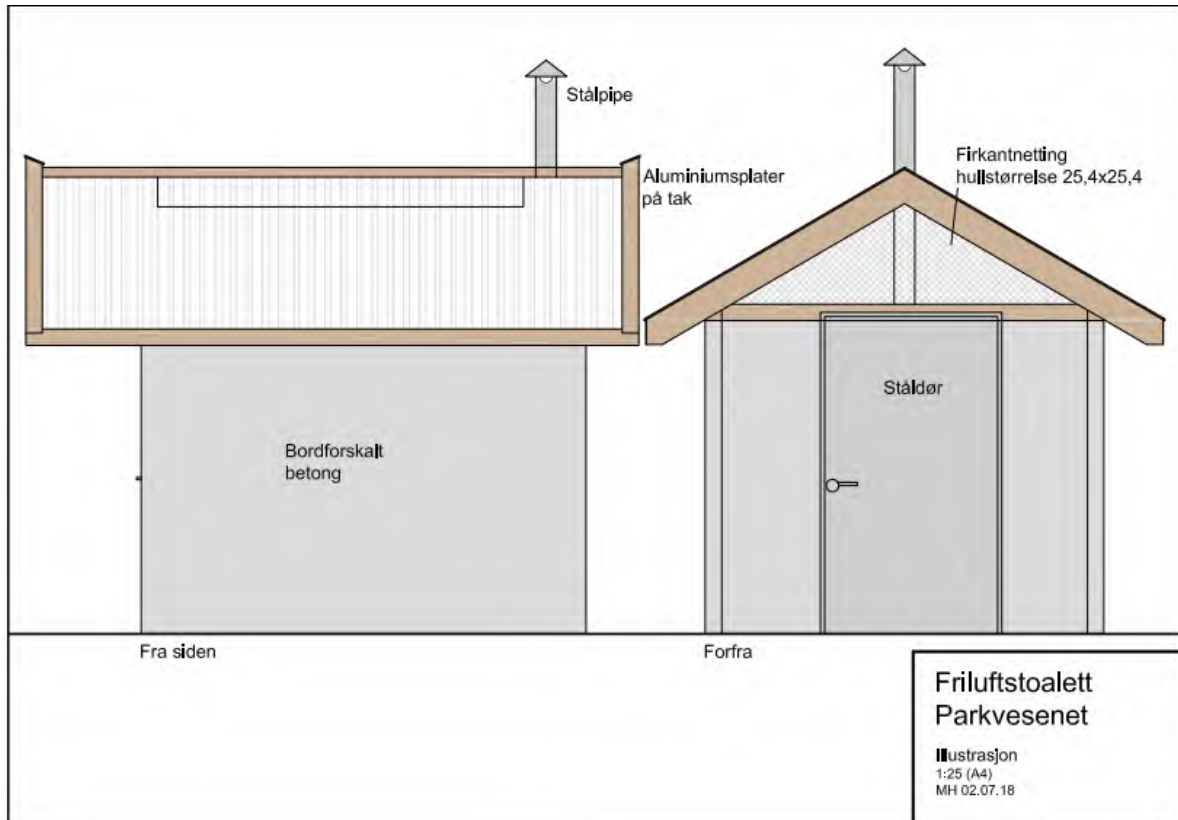 Stålpipe
Aluminiumsplater
på tak
Firkantnetting
hullstørrelse 25,4x25,4
Bordforskalt
betong
Ståldør
Fra siden
Forfra
Friluftstoalett
Parkvesenet
Illustrasjon
1:25 (A4)
MH 02.07.18